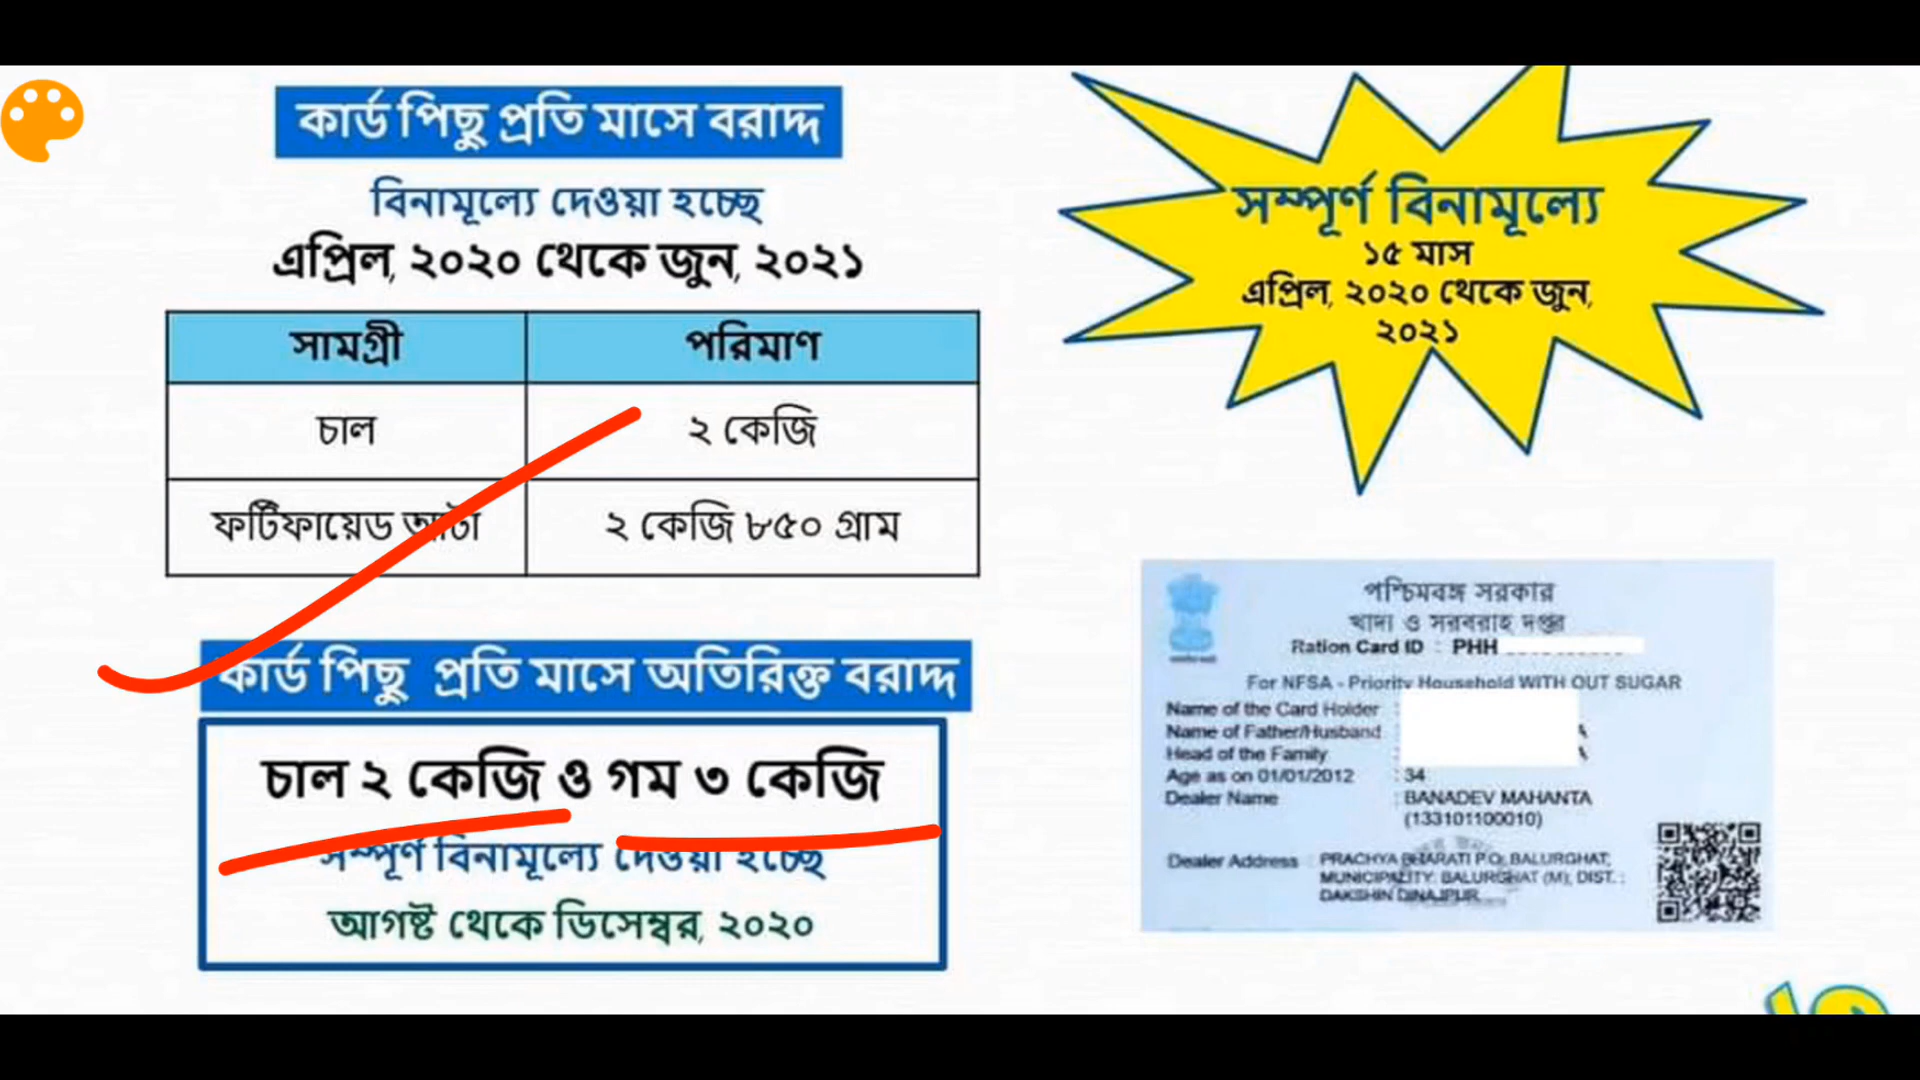 কার্ড পিছু প্রতি মাসে বরাদ্দ
বিনামূল্যে দেওয়া হচ্ছে
এপ্রিল, ২০২০ থেকে জুন, ২০২১
সামগ্রী পরিমাণ
চাল ২ কেজি
ফর্টিফায়েড আটা ২ কেজি ৮৫০ গ্রাম
কার্ড পিছু প্রতি মাসে অতিরিক্ত বরাদ্দ
চাল ২ কেজি ও গম ৩ কেজি
সম্পূর্ণ বিনামূল্যে দেওয়া হচ্ছে
আগষ্ট থেকে ডিসেম্বর, ২০২০
সম্পূর্ণ বিনামূল্যে
১৫ মাস
এপ্রিল, ২০২০ থেকে জুন,
২০২১
পশ্চিমবঙ্গ সরকার
খাদ্য ও সরবরাহ দপ্তর
Ration Card ID : PHH
For NFSA - Priority Household WITH OUT SUGAR
Name of the Card Holder :
Name of Father/Husband A
Head of the Family : A
Age as on 01/01/2012 : 34
Dealer Name : BANADEV MAHANTA
(133101100010)
Dealer Address : PRACHYA BHARATI P.O. BALURGHAT,
MUNICIPALITY: BALURGHAT (M), DIST. :
DAKSHIN DINAJPUR